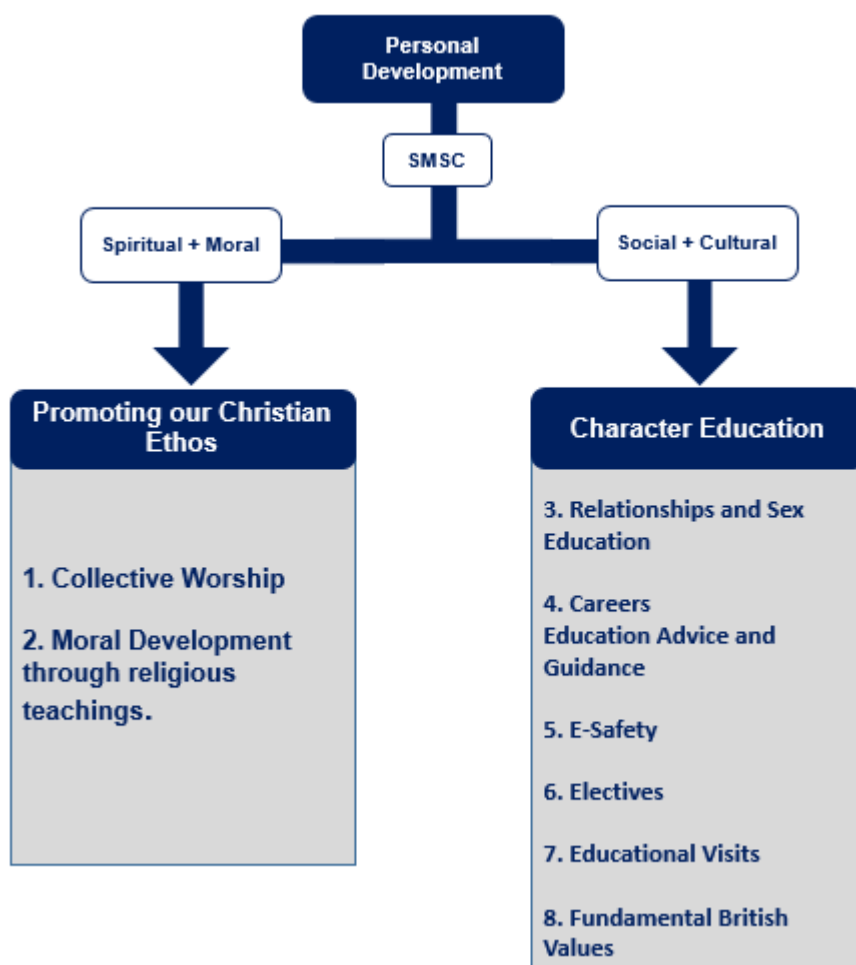 Personal
Development
SMSC
Spiritual + Moral
Social + Cultural
Promoting our Christian
Ethos
1. Collective Worship
2. Moral Development
through religious
teachings.
Character Education
3. Relationships and Sex
Education
4. Careers
Education Advice and
Guidance
5. E-Safety
6. Electives
7. Educational Visits
8. Fundamental British
Values